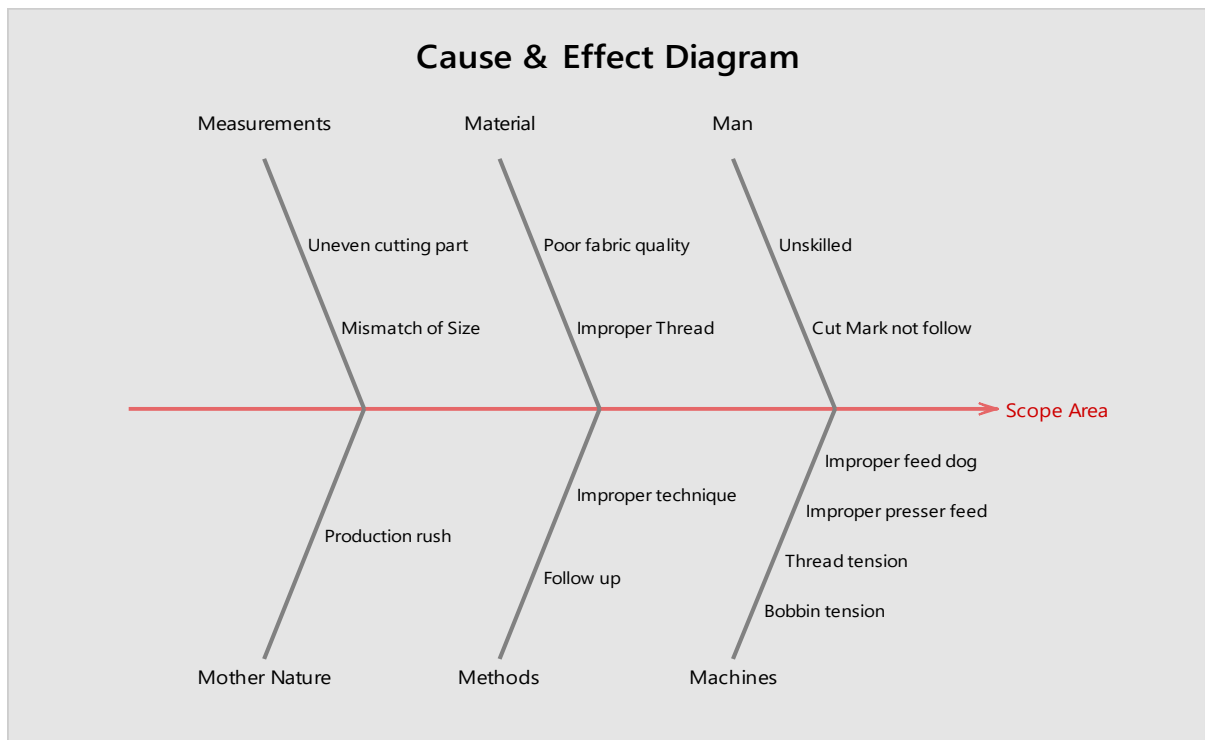 Cause & Effect Diagram
Measurements
Material
Man
Uneven cutting part
Poor fabric quality
Unskilled
Mismatch of Size
Improper Thread
Cut Mark not follow
Scope Area
Improper feed dog
Improper technique
Improper presser feed
Production rush
Thread tension
Follow up
Bobbin tension
Mother Nature
Methods
Machines